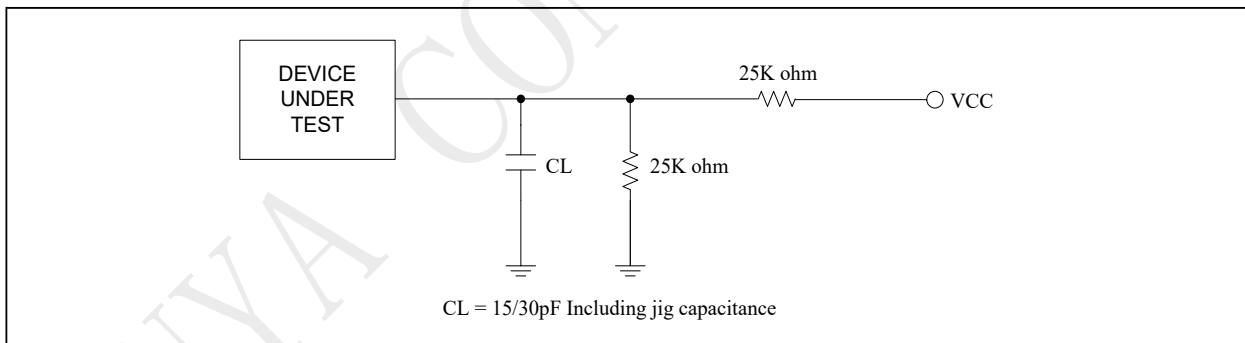 DEVICE
UNDER
TEST
25K ohm
VCC
CL
25K ohm
CL = 15/30pF Including jig capacitance